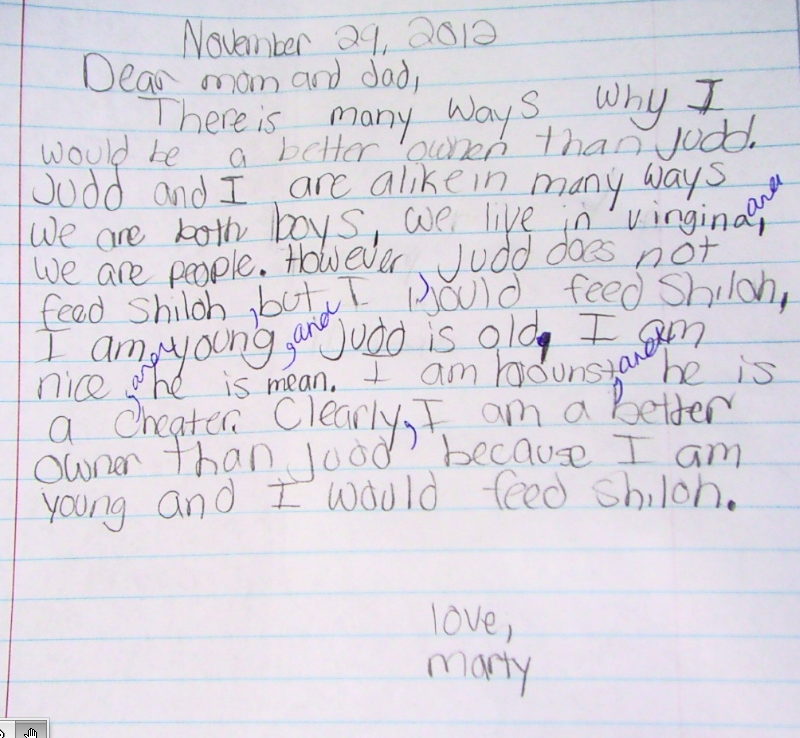 November 29, 2012
Dear mom and dad,
There is many ways why I
would be a better owner than Judd.
Judd and I are alike in many ways
We are both boys, we live in Vingina, and
We are people. However Judd does not
feed Shiloh, but I would feed Shiloh,
I am young, and Judd is old. I am
nice, and he is mean. I am hounst, and he is
a cheater. Clearly, I am a better
owner than Judd, because I am
young and I would feed Shiloh.
love,
marty